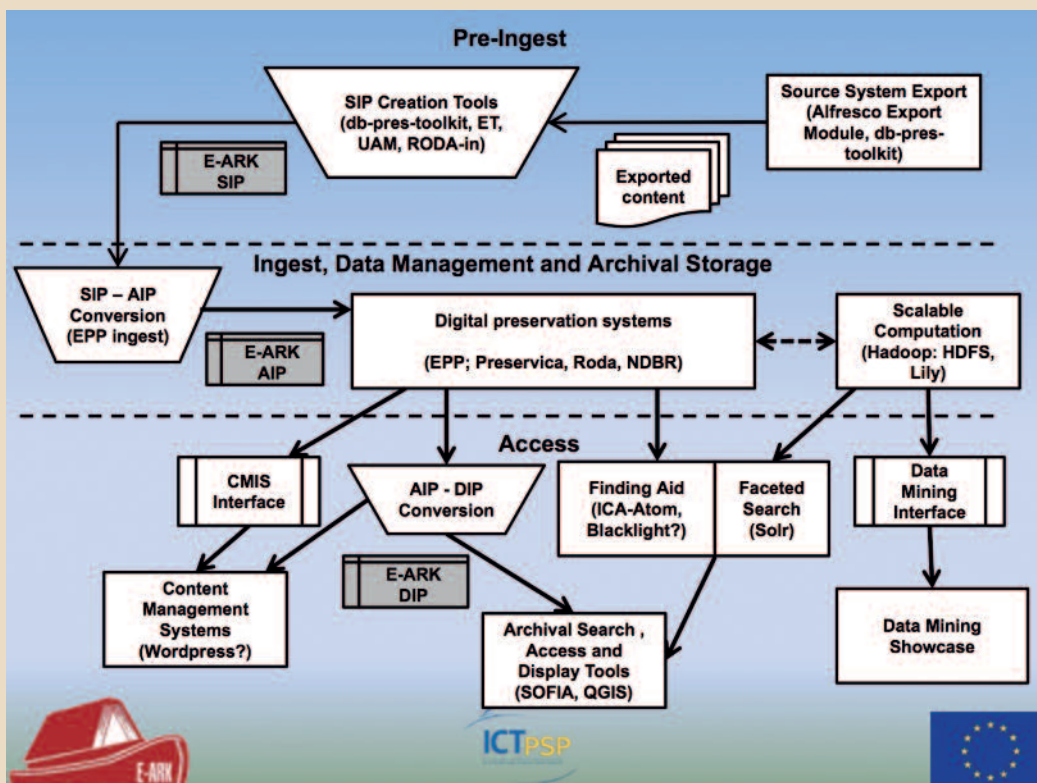 Pre-Ingest
SIP Creation Tools
(db-pres-toolkit, ET,
UAM, RODA-in)
Source System Export
(Alfresco Export
Module, db-pres-
toolkit)
E-ARK
SIP
Exported
content
Ingest, Data Management and Archival Storage
SIP – AIP
Conversion
(EPP ingest)
E-ARK
AIP
Digital preservation systems
(EPP; Preservica, Roda, NDBR)
Scalable
Computation
(Hadoop: HDFS,
Lily)
Access
CMIS
Interface
AIP - DIP
Conversion
Finding Aid
(ICA-Atom,
Blacklight?)
Faceted
Search
(Solr)
Data
Mining
Interface
E-ARK
DIP
Content
Management
Systems
(Wordpress?)
Archival Search ,
Access and
Display Tools
(SOFIA, QGIS)
Data Mining
Showcase
E-ARK
ICT PSP